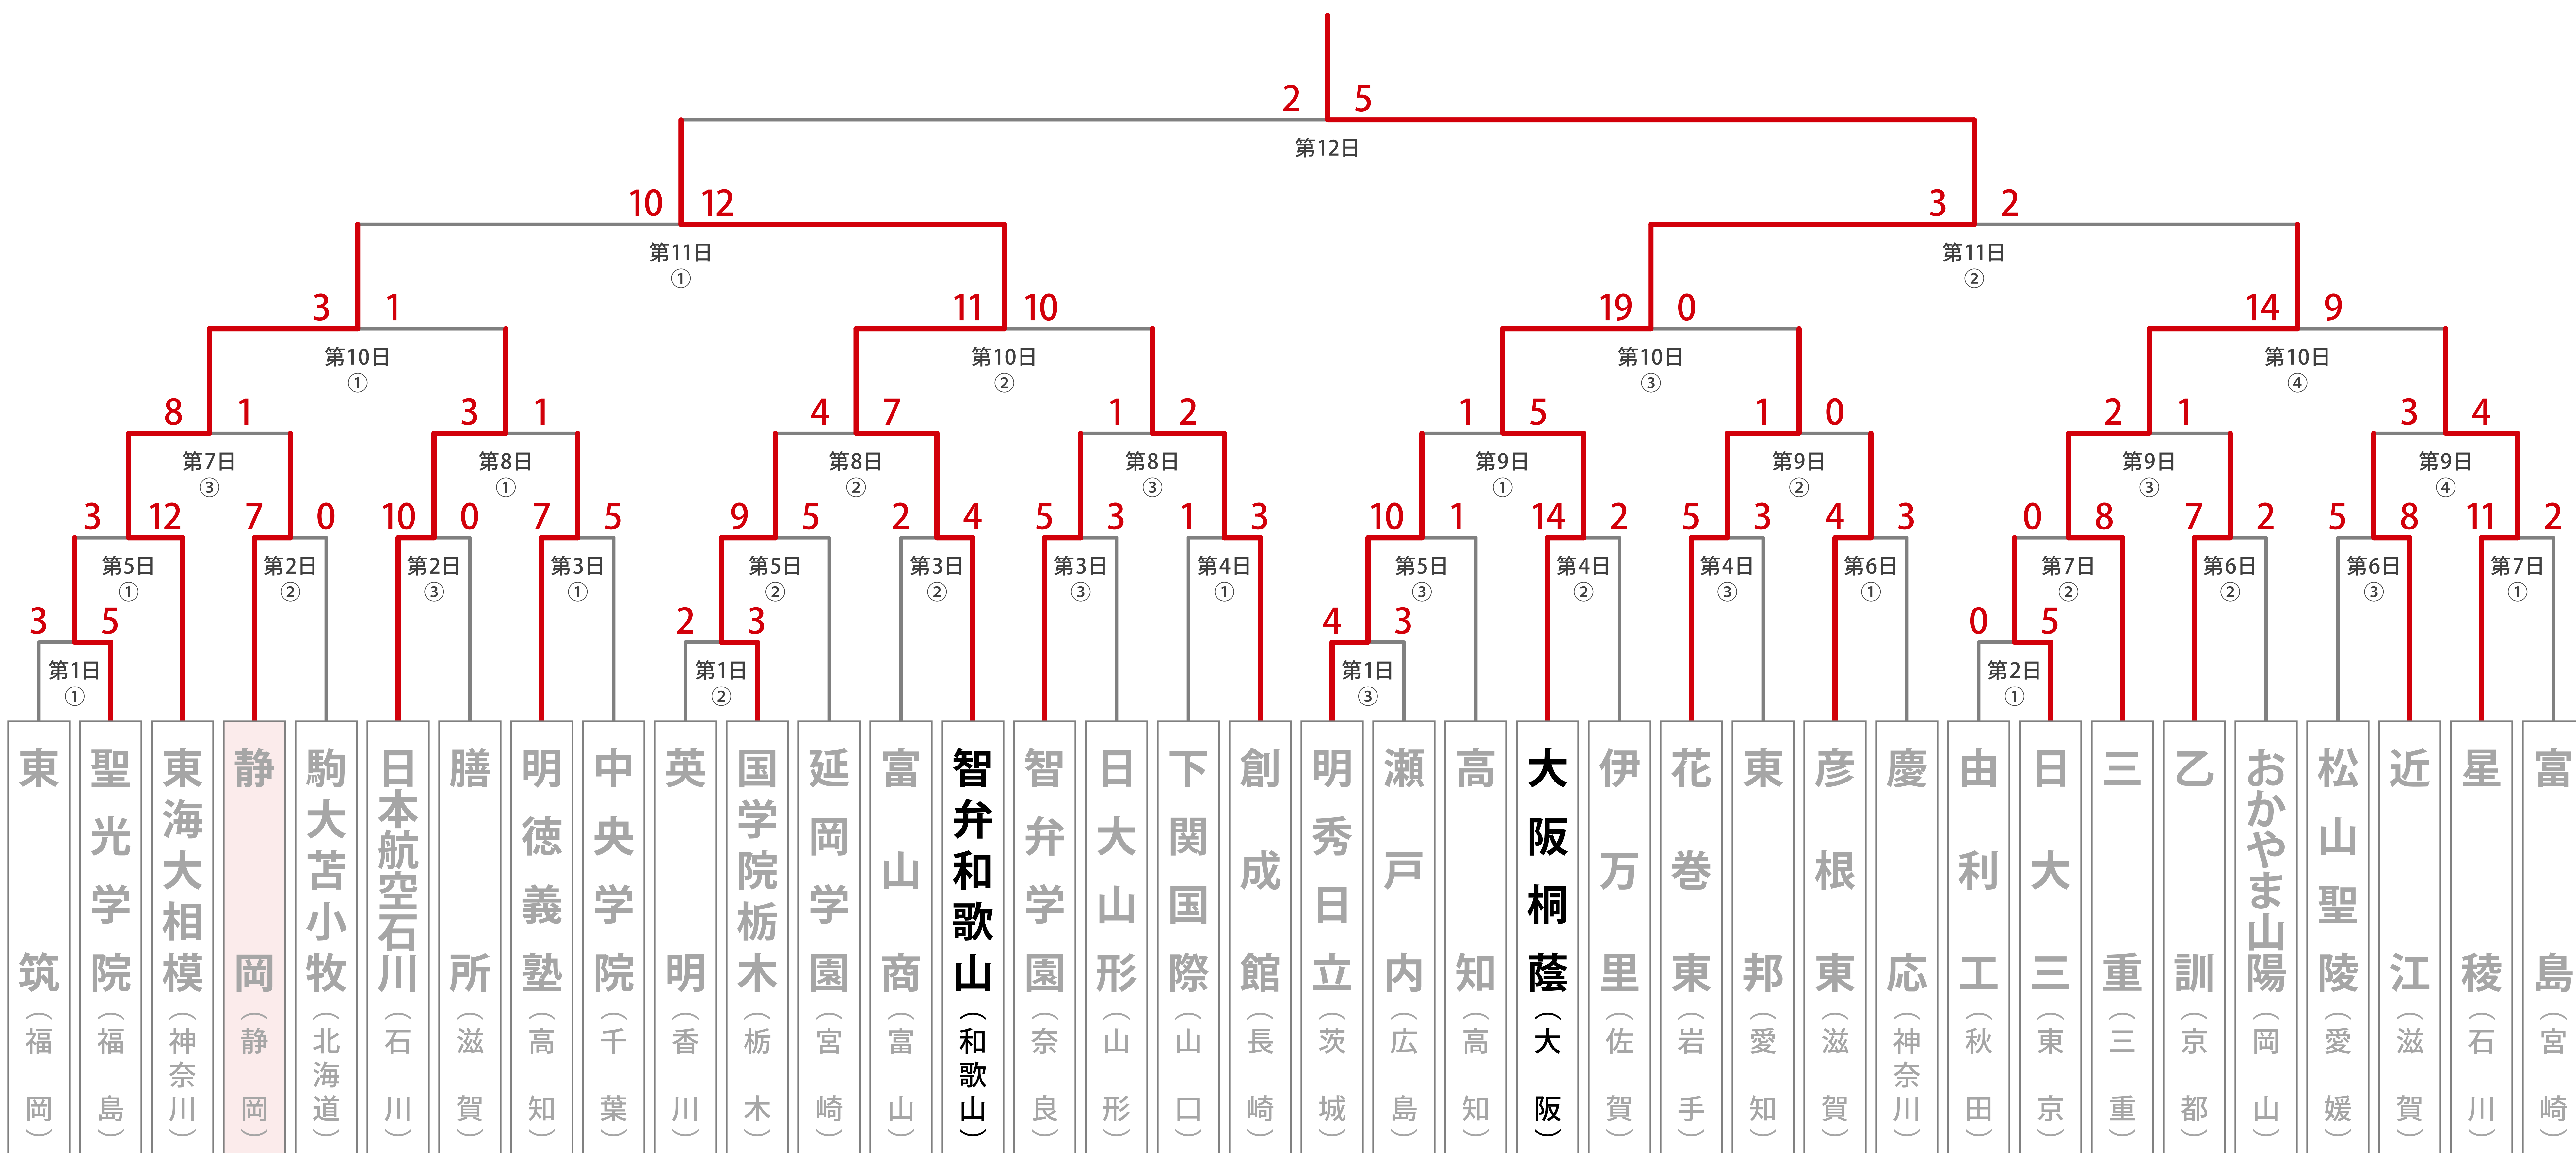 2 5
第12日
10 12 3 2
第11日 第11日
① ②
3 1 11 10 19 0 14 9
第10日 第10日 第10日 第10日
① ② ③ ④
8 1 3 1 4 7 1 2 1 5 1 0 2 1 3 4
第7日 第8日 第8日 第8日 第9日 第9日 第9日 第9日
③ ① ② ③ ① ② ③ ④
3 12 7 0 10 0 7 5 9 5 2 4 5 3 1 3 10 1 14 2 5 3 4 3 0 8 7 2 5 8 11 2
第5日 第2日 第2日 第3日 第5日 第3日 第3日 第4日 第5日 第4日 第4日 第6日 第7日 第6日 第6日 第7日
① ② ③ ① ② ② ③ ① ③ ② ③ ① ② ② ③ ①
3 5 2 3 4 3 0 5
第1日 第1日 第1日 第2日
① ② ③ ①
東筑（福岡）
聖光学院（福島）
東海大相模（神奈川）
静岡（静岡）
駒大苫小牧（北海道）
日本航空石川（石川）
膳所（滋賀）
明徳義塾（高知）
中央学院（千葉）
英明（香川）
国学院栃木（栃木）
延岡学園（宮崎）
富山商（富山）
智弁和歌山（和歌山）
智弁学園（奈良）
日大山形（山形）
下関国際（山口）
創成館（長崎）
明秀日立（茨城）
瀬戸内（広島）
高知（高知）
大阪桐蔭（大阪）
伊万里（佐賀）
花巻東（岩手）
東邦（愛知）
彦根東（滋賀）
慶応（神奈川）
由利工（秋田）
日大三（東京）
三重（三重）
乙訓（京都）
おかやま山陽（岡山）
松山聖陵（愛媛）
近江（滋賀）
星稜（石川）
富島（宮崎）